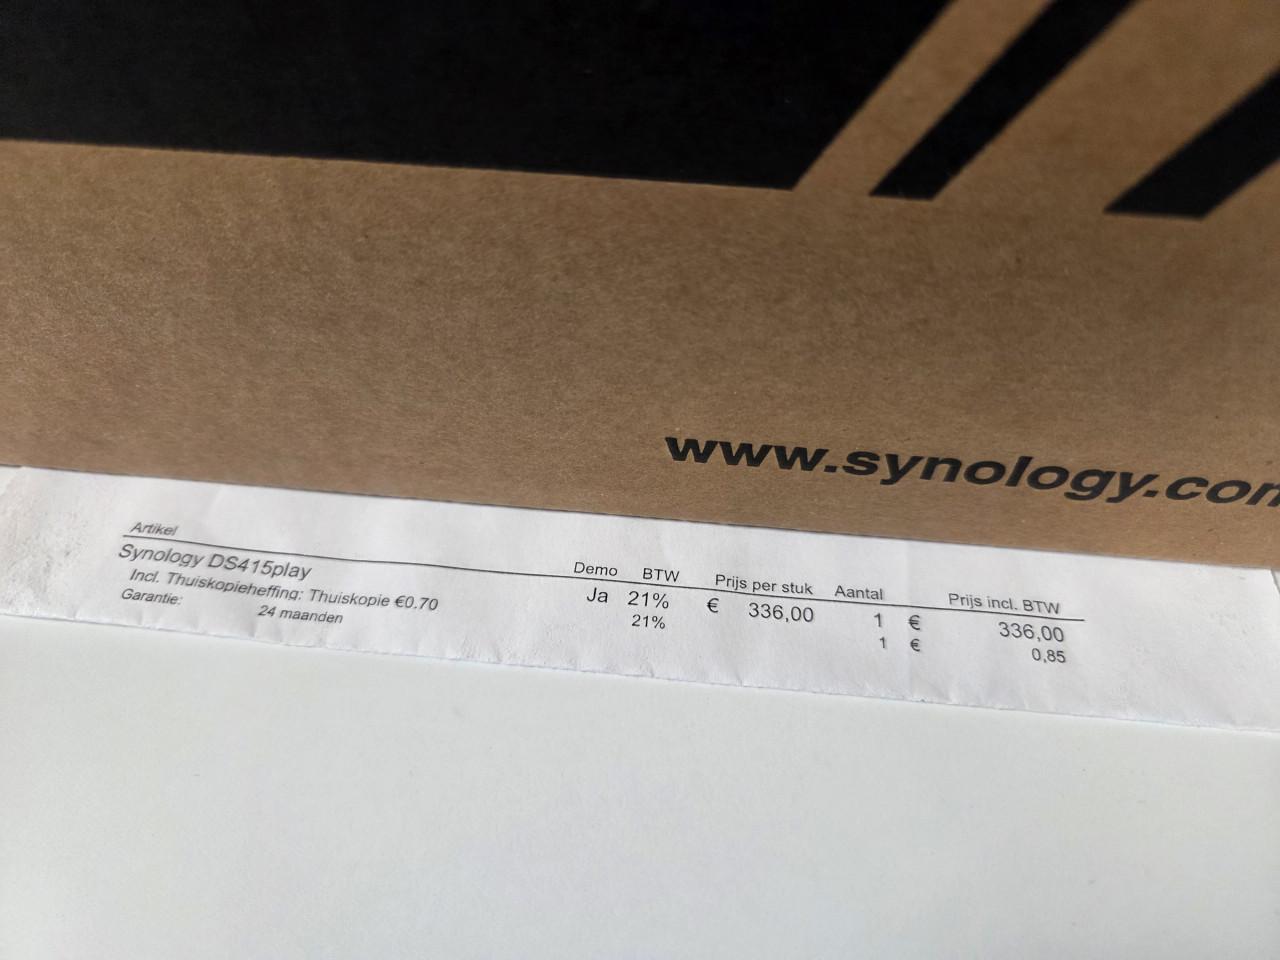 www.synology.com
Artikel Demo BTW Prijs per stuk Aantal Prijs incl. BTW
Synology DS415play Ja 21% € 336,00 1 € 336,00
Incl. Thuiskopieheffing: Thuiskopie €0.70 21% 1 € 0,85
Garantie: 24 maanden